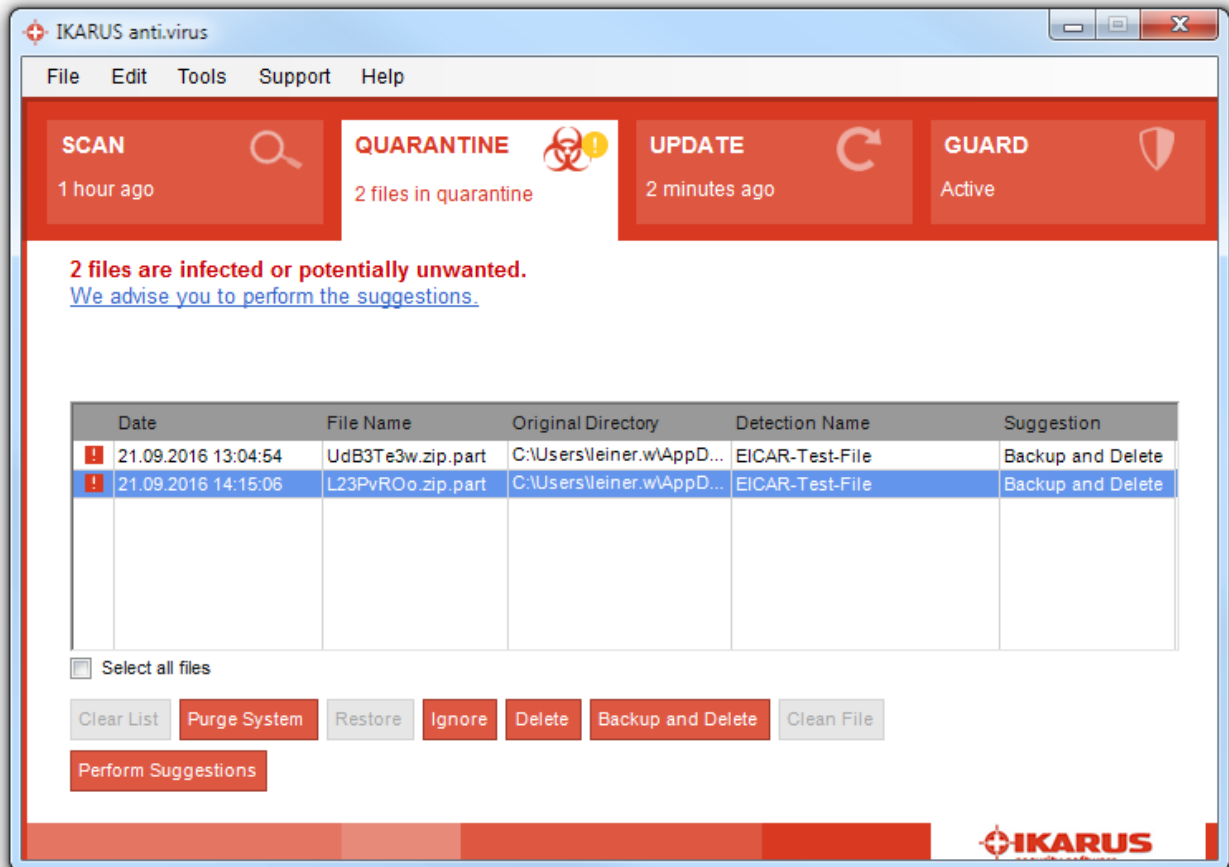 IKARUS anti.virus
File Edit Tools Support Help
SCAN QUARANTINE UPDATE GUARD
1 hour ago 2 files in quarantine 2 minutes ago Active
2 files are infected or potentially unwanted.
We advise you to perform the suggestions.
Date File Name Original Directory Detection Name Suggestion
21.09.2016 13:04:54 UdB3Te3w.zip.part C:\Users\leiner.w\AppD... EICAR-Test-File Backup and Delete
21.09.2016 14:15:06 L23PvROo.zip.part C:\Users\leiner.w\AppD... EICAR-Test-File Backup and Delete
Select all files
Clear List Purge System Restore Ignore Delete Backup and Delete Clean File
Perform Suggestions
IKARUS